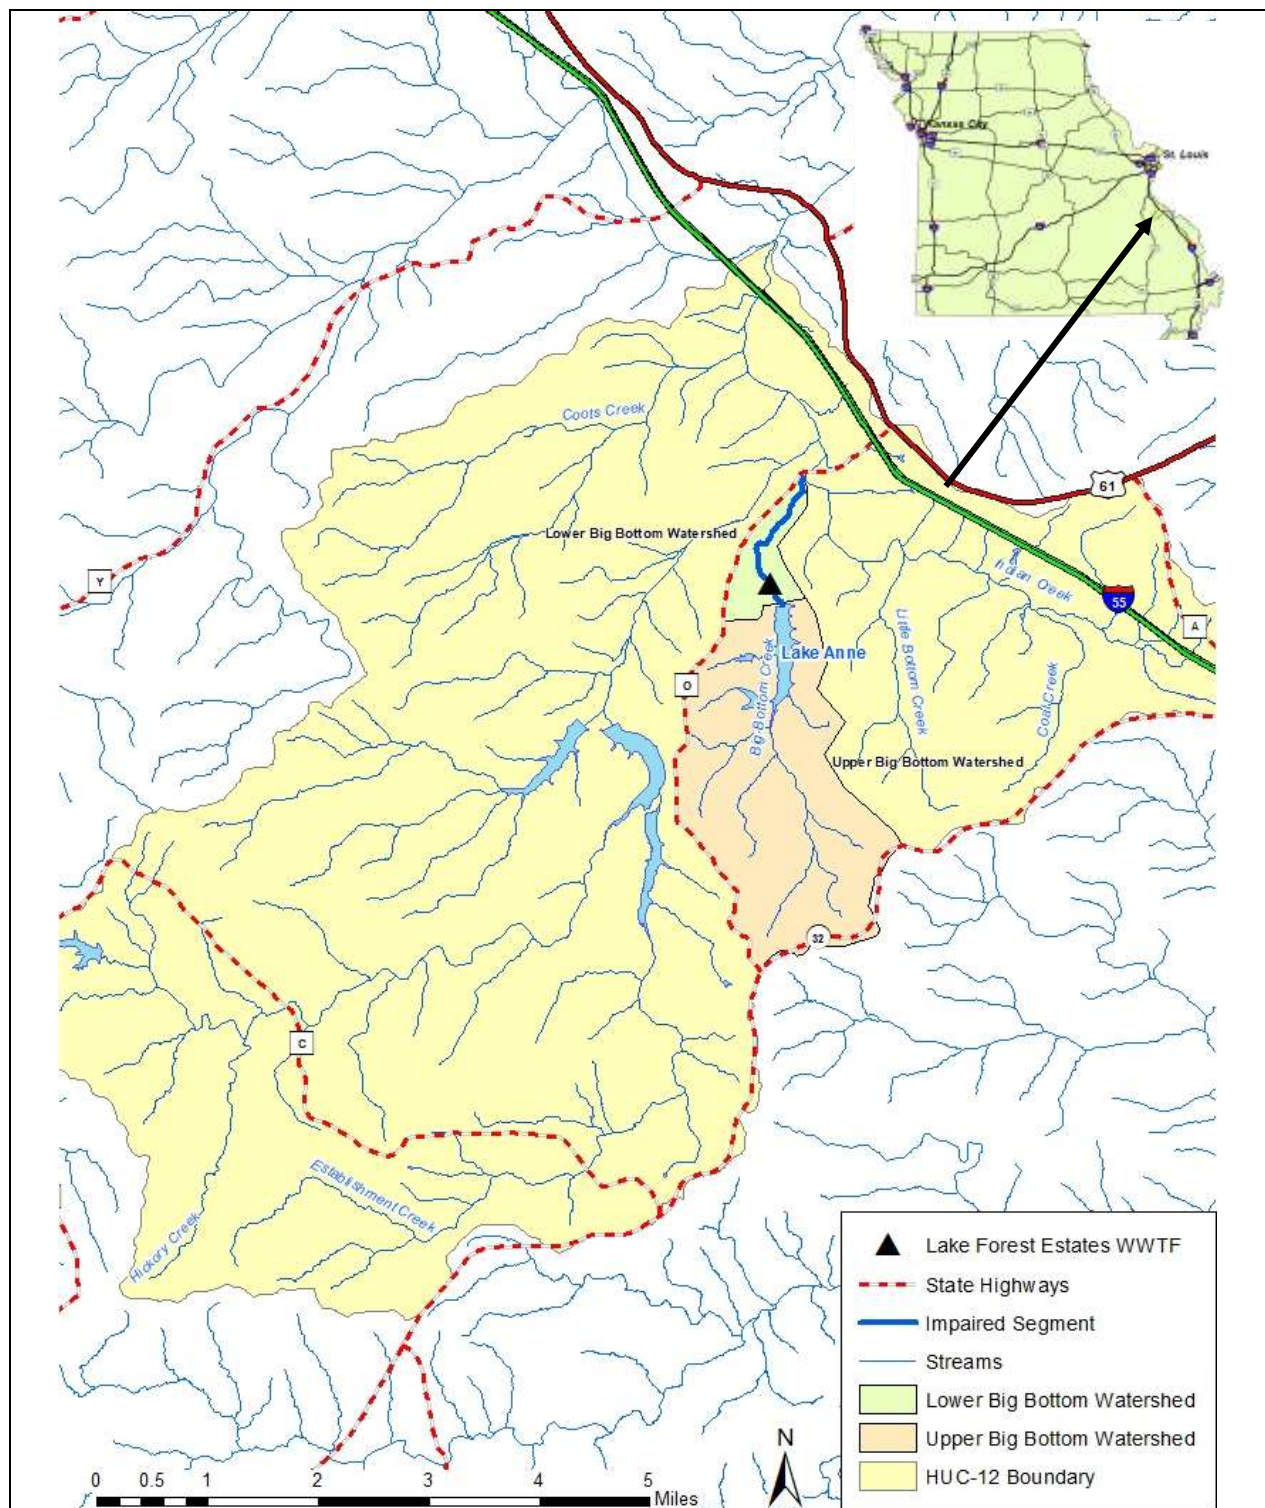 Kansas City
St. Louis
Coots Creek
61
Lower Big Bottom Watershed
Y
Indian Creek
55
A
Lake Anne
O
Big Bottom Creek
Little Bottom Creek
Coal Creek
Upper Big Bottom Watershed
32
C
Establishment Creek
Hickory Creek
Lake Forest Estates WWTF
State Highways
Impaired Segment
Streams
Lower Big Bottom Watershed
Upper Big Bottom Watershed
HUC-12 Boundary
N
0 0.5 1 2 3 4 5
Miles